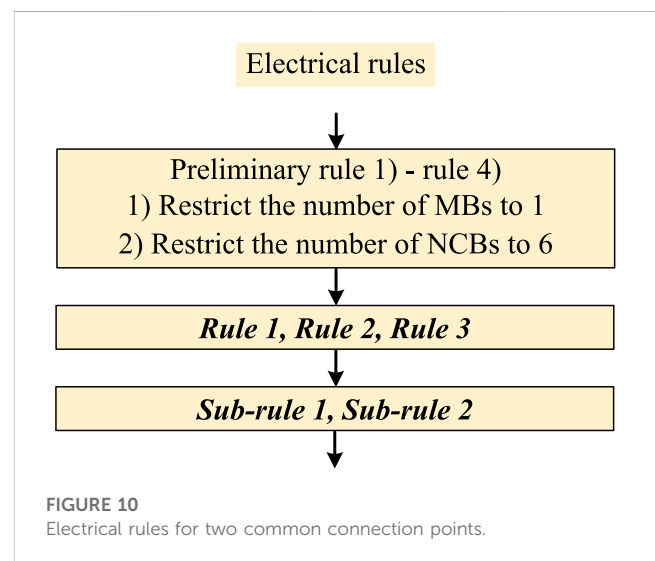 Electrical rules
Preliminary rule 1) - rule 4)
1) Restrict the number of MBs to 1
2) Restrict the number of NCBs to 6
Rule 1, Rule 2, Rule 3
Sub-rule 1, Sub-rule 2
FIGURE 10
Electrical rules for two common connection points.